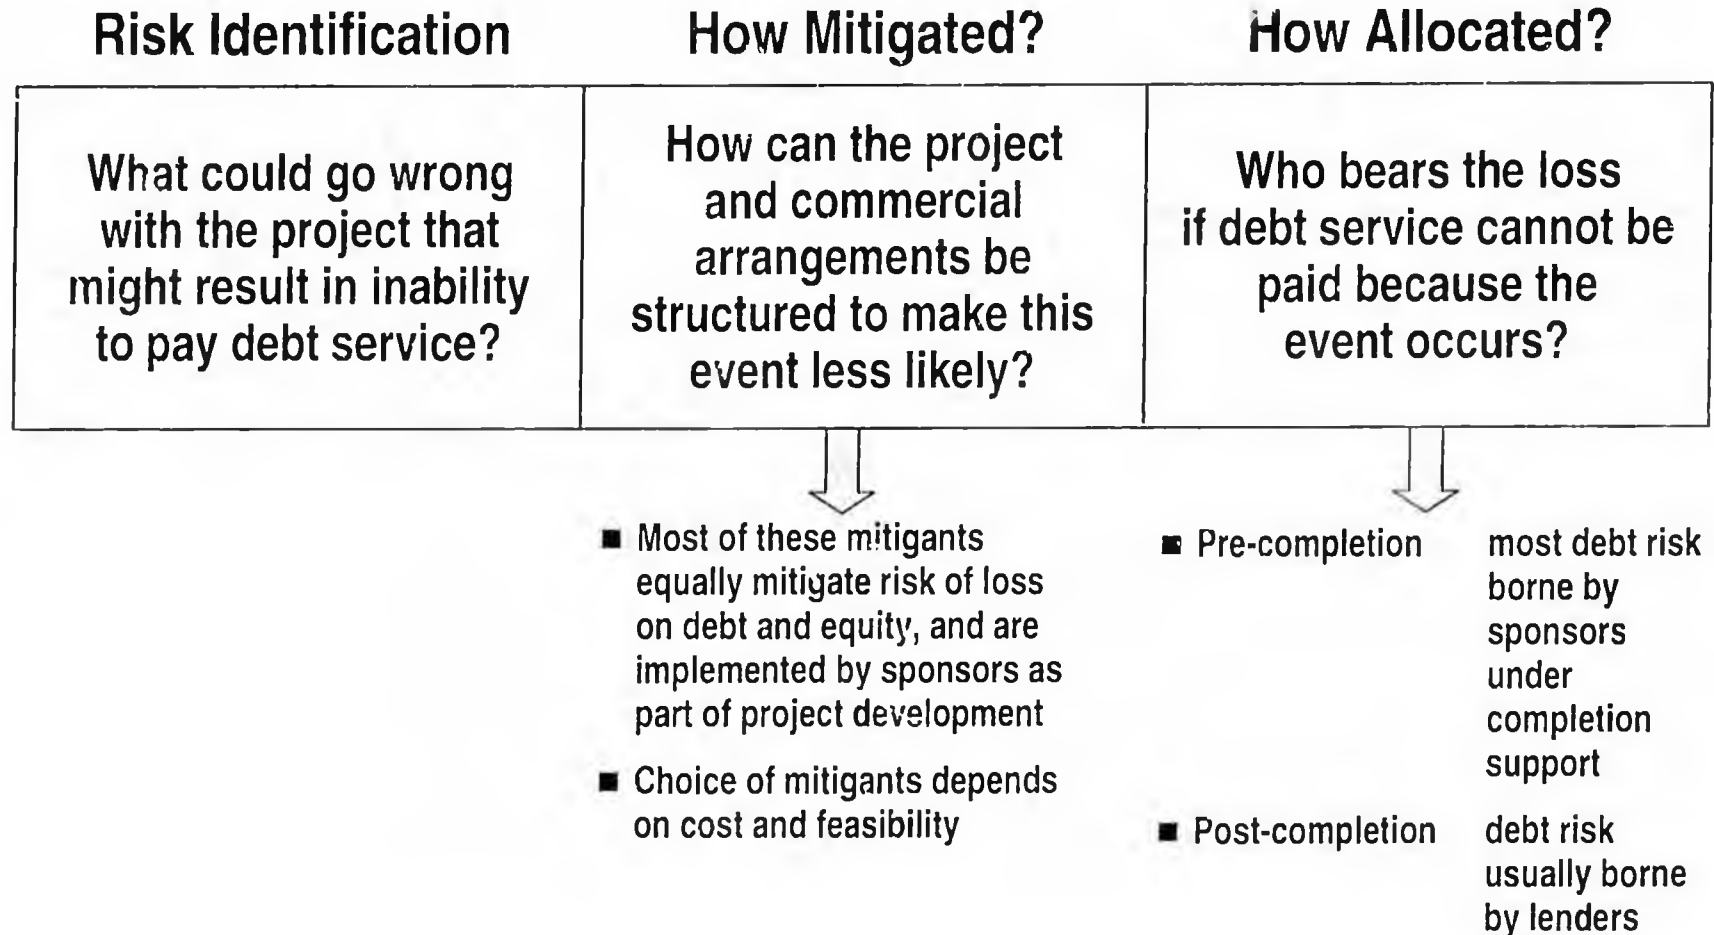 Risk Identification
How Mitigated?
How Allocated?
What could go wrong
with the project that
might result in inability
to pay debt service?
How can the project
and commercial
arrangements be
structured to make this
event less likely?
Who bears the loss
if debt service cannot be
paid because the
event occurs?
■ Most of these mitigants
equally mitigate risk of loss
on debt and equity, and are
implemented by sponsors as
part of project development
■ Choice of mitigants depends
on cost and feasibility
■ Pre-completion most debt risk
borne by
sponsors
under
completion
support
■ Post-completion debt risk
usually borne
by lenders